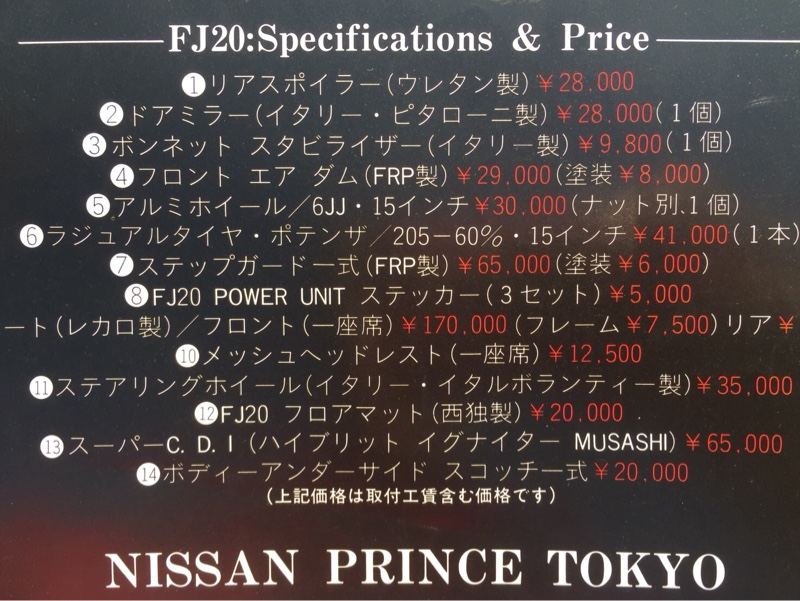 FJ20:Specifications & Price
❶リアスポイラー(ウレタン製)¥28,000
❷ドアミラー(イタリー・ピタローニ製)¥28,000(1個)
❸ボンネット スタビライザー(イタリー製)¥9,800(1個)
❹フロント エア ダム(FRP製)¥29,000(塗装¥8,000)
❺アルミホイール/6JJ・15インチ¥30,000(ナット別、1個)
❻ラジュアルタイヤ・ポテンザ/205-60%・15インチ¥41,000(1本)
❼ステップガード一式(FRP製)¥65,000(塗装¥6,000)
❽FJ20 POWER UNIT ステッカー(3セット)¥5,000
ート(レカロ製)/フロント(一座席)¥170,000(フレーム¥7,500)リア¥
❿メッシュヘッドレスト(一座席)¥12,500
⓫ステアリングホイール(イタリー・イタルボランティー製)¥35,000
⓬FJ20 フロアマット(西独製)¥20,000
⓭スーパーC.D.I(ハイブリット イグナイター MUSASHI)¥65,000
⓮ボディーアンダーサイド スコッチ一式¥20,000
(上記価格は取付工賃含む価格です)
NISSAN PRINCE TOKYO